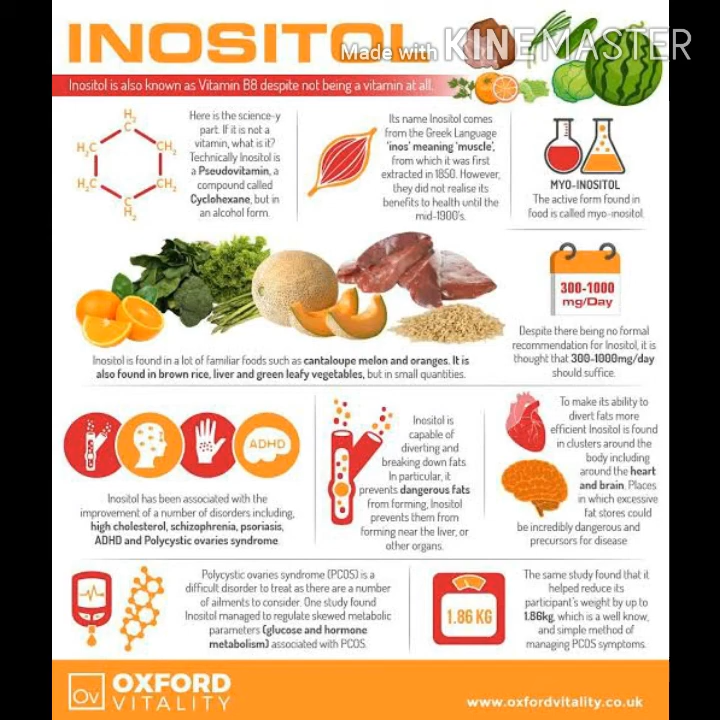 INOSITOL
Made with KINEMASTER
Inositol is also known as Vitamin B8 despite not being a vitamin at all.
H₂
C
H₂C
CH₂
H₂C
CH₂
C
H₂
Here is the science-y
part. If it is not a
vitamin, what is it?
Technically Inositol is
a Pseudovitamin, a
compound called
Cyclohexane, but in
an alcohol form.
Its name Inositol comes
from the Greek Language
'inos' meaning 'muscle',
from which it was first
extracted in 1850. However,
they did not realise its
benefits to health until the
mid-1900's.
MYO-INOSITOL
The active form found in
food is called myo-inositol.
Inositol is found in a lot of familiar foods such as cantaloupe melon and oranges. It is
also found in brown rice, liver and green leafy vegetables, but in small quantities.
300-1000
mg/Day
Despite there being no formal
recommendation for Inositol, it is
thought that 300-1000mg/day
should suffice.
ADHD
Inositol has been associated with the
improvement of a number of disorders including,
high cholesterol, schizophrenia, psoriasis,
ADHD and Polycystic ovaries syndrome
Inositol is
capable of
diverting and
breaking down fats
In particular, it
prevents dangerous fats
from forming, Inositol
prevents them from
forming near the liver, or
other organs.
To make its ability to
divert fats more
efficient Inositol is found
in clusters around the
body including
around the heart
and brain. Places
in which excessive
fat stores could
be incredibly dangerous and
precursors for disease
Polycystic ovaries syndrome (PCOS) is a
difficult disorder to treat as there are a number
of ailments to consider. One study found
Inositol managed to regulate skewed metabolic
parameters (glucose and hormone
metabolism) associated with PCOS.
1.86 KG
The same study found that it
helped reduce its
participant's weight by up to
1.86kg, which is a well know,
and simple method of
managing PCOS symptoms.
OV
OXFORD
VITALITY
www.oxfordvitality.co.uk